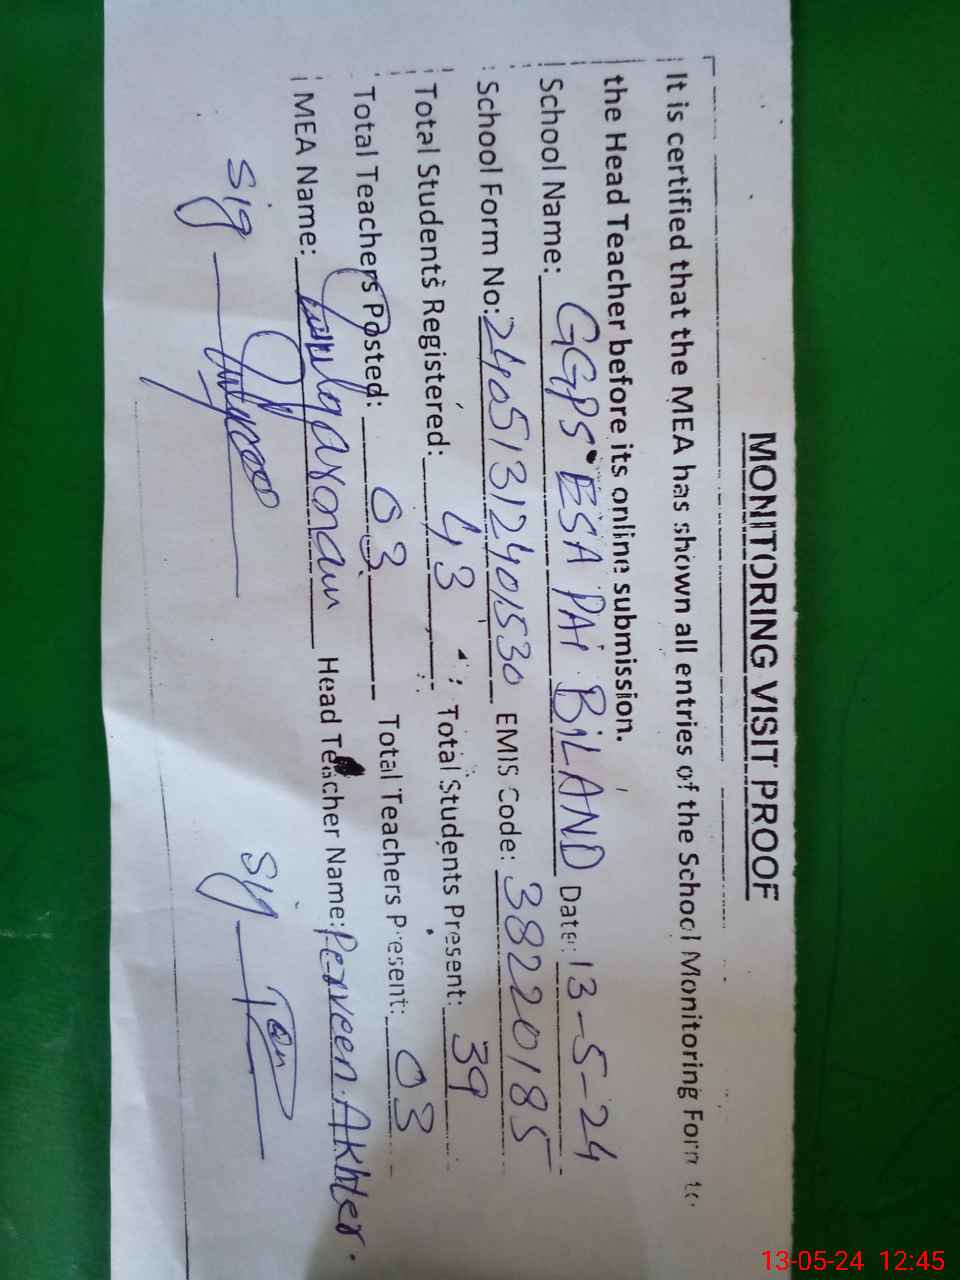 MONITORING VISIT PROOF
It is certified that the MEA has shown all entries of the School Monitoring Form to
the Head Teacher before its online submission.
School Name: GGPS ESA PAi BiLAND Date: 13-5-24
School Form No: 24051312401530 EMIS Code: 38220185
Total Students Registered: 43 Total Students Present: 39
Total Teachers Posted: 03 Total Teachers Present: 03
MEA Name: Head Teacher Name: Perveen Akhter.
Sig Sig
13-05-24 12:45